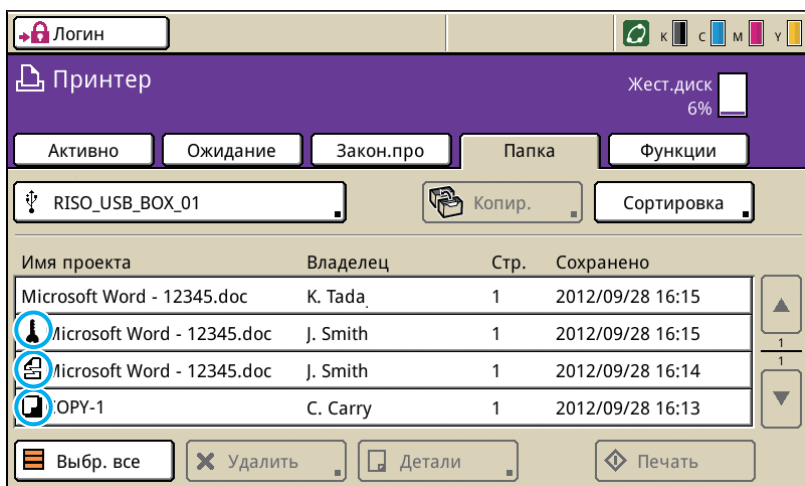 Логин
K C M Y
Принтер
Жест.диск
6%
Активно Ожидание Закон.про Папка Функции
RISO_USB_BOX_01 Копир. Сортировка
Имя проекта Владелец Стр. Сохранено
Microsoft Word - 12345.doc K. Tada 1 2012/09/28 16:15
Microsoft Word - 12345.doc J. Smith 1 2012/09/28 16:15
1
Microsoft Word - 12345.doc J. Smith 1 2012/09/28 16:14
1
COPY-1 C. Carry 1 2012/09/28 16:13
Выбр. все Удалить Детали Печать